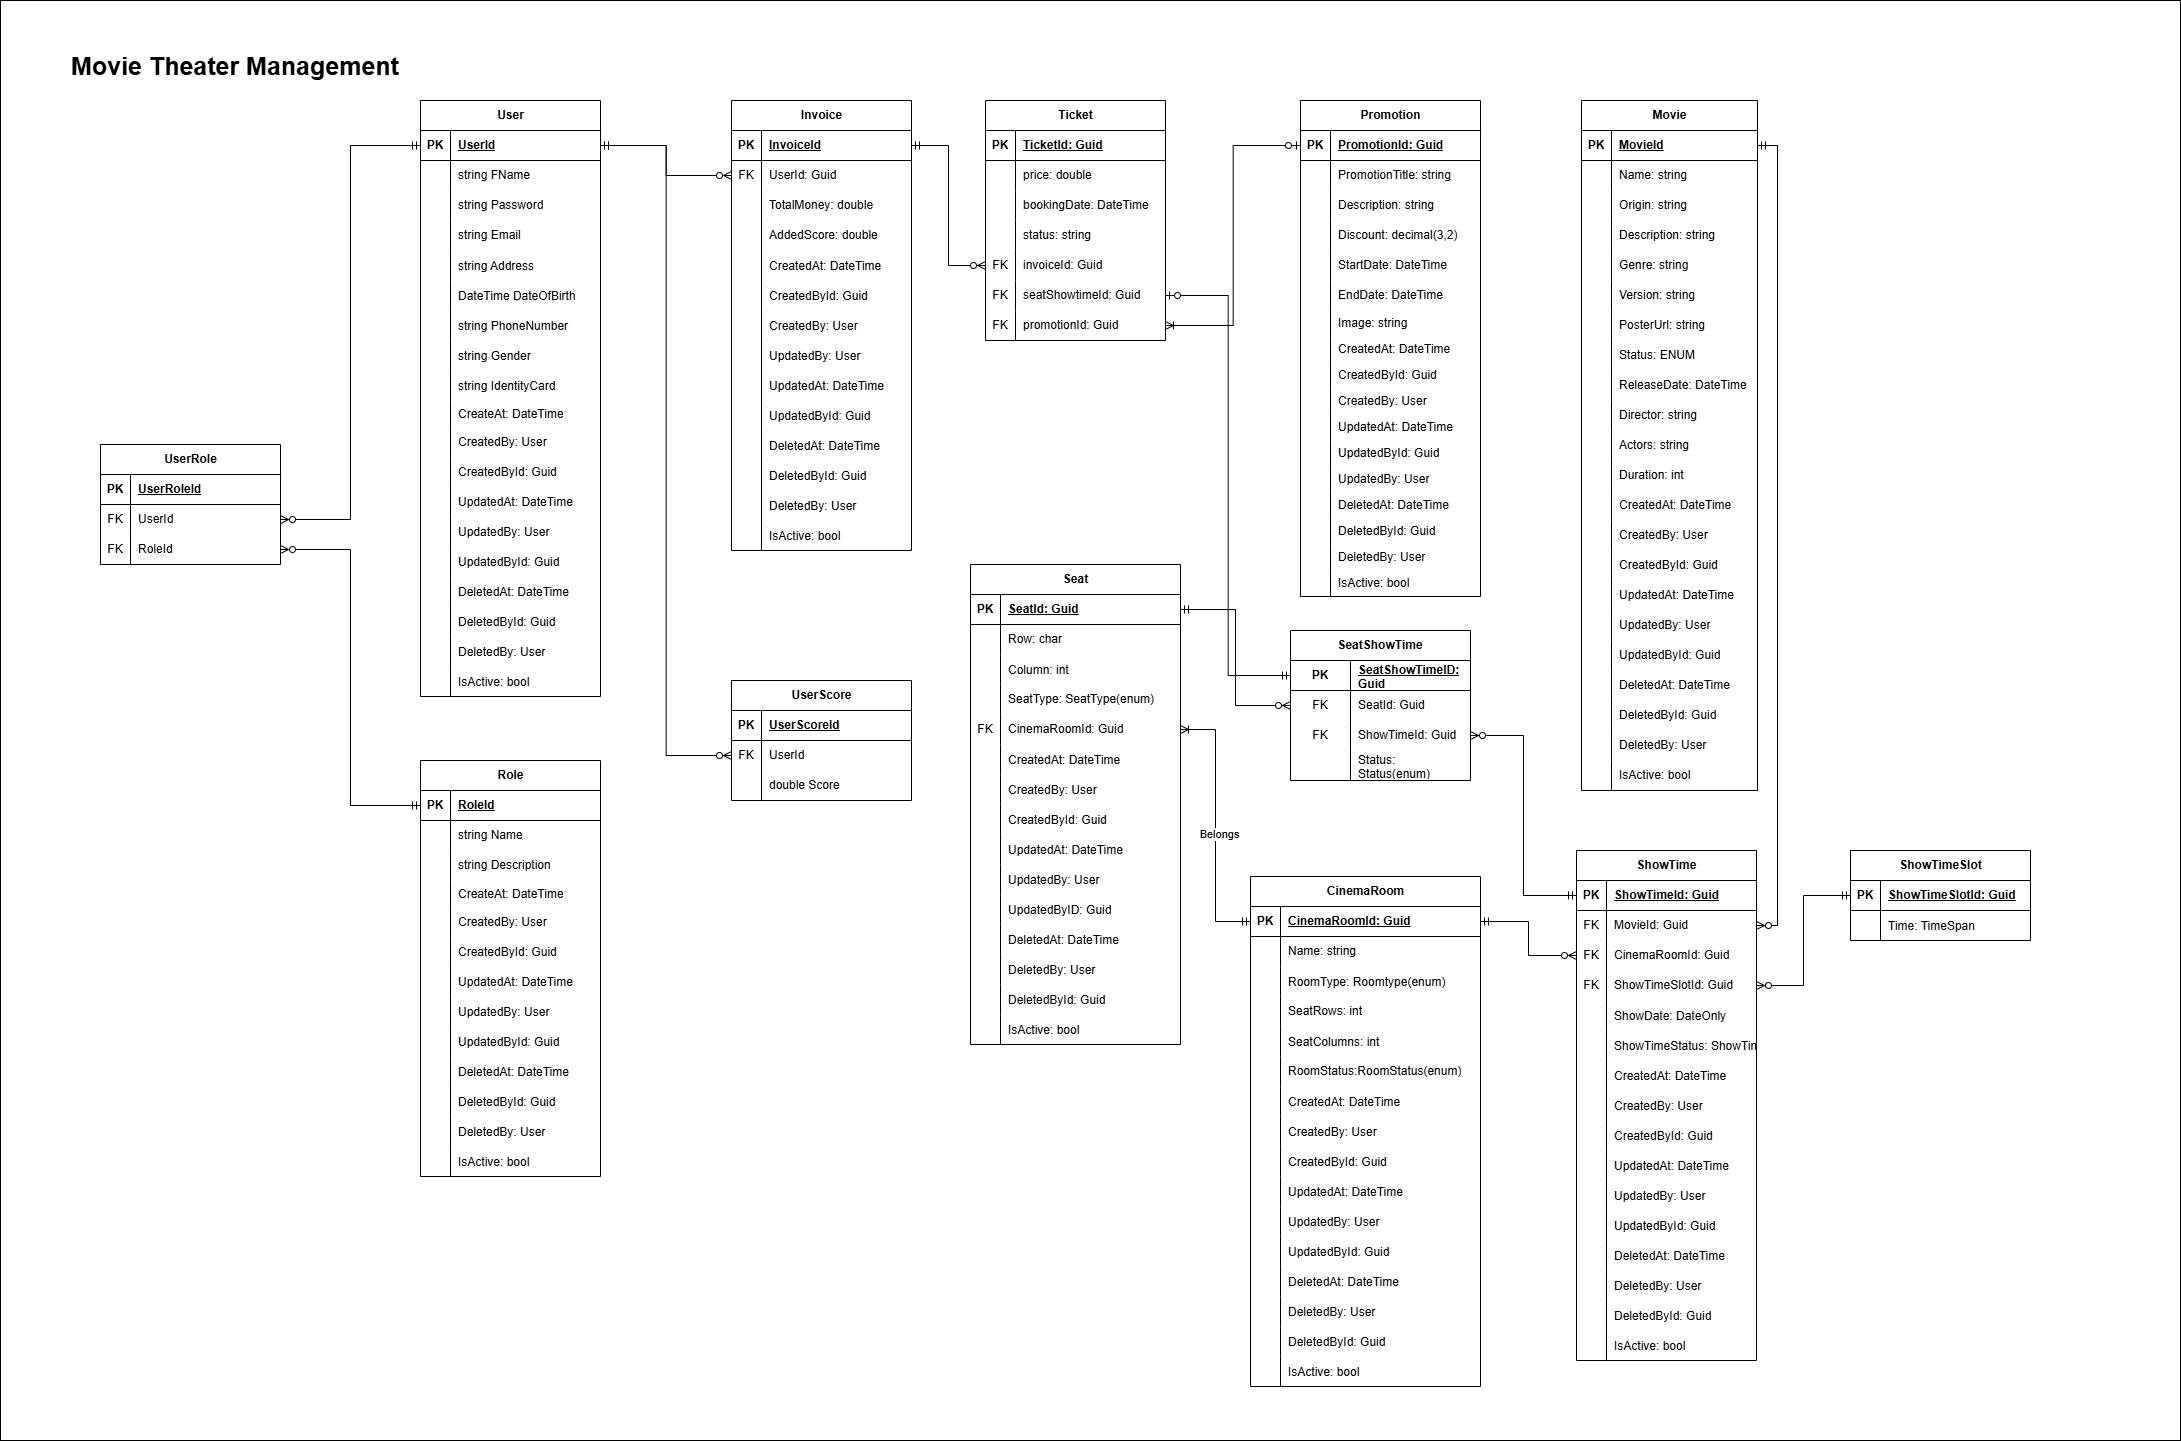 Movie Theater Management
User
PK UserId
string FName
string Password
string Email
string Address
DateTime DateOfBirth
string PhoneNumber
string Gender
string IdentityCard
CreateAt: DateTime
CreatedBy: User
CreatedById: Guid
UpdatedAt: DateTime
UpdatedBy: User
UpdatedById: Guid
DeletedAt: DateTime
DeletedById: Guid
DeletedBy: User
IsActive: bool
Invoice
PK InvoiceId
FK UserId: Guid
TotalMoney: double
AddedScore: double
CreatedAt: DateTime
CreatedById: Guid
CreatedBy: User
UpdatedBy: User
UpdatedAt: DateTime
UpdatedById: Guid
DeletedAt: DateTime
DeletedById: Guid
DeletedBy: User
IsActive: bool
Ticket
PK TicketId: Guid
price: double
bookingDate: DateTime
status: string
FK invoiceId: Guid
FK seatShowtimeId: Guid
FK promotionId: Guid
Promotion
PK PromotionId: Guid
PromotionTitle: string
Description: string
Discount: decimal(3,2)
StartDate: DateTime
EndDate: DateTime
Image: string
CreatedAt: DateTime
CreatedById: Guid
CreatedBy: User
UpdatedAt: DateTime
UpdatedById: Guid
UpdatedBy: User
DeletedAt: DateTime
DeletedById: Guid
DeletedBy: User
IsActive: bool
Movie
PK MovieId
Name: string
Origin: string
Description: string
Genre: string
Version: string
PosterUrl: string
Status: ENUM
ReleaseDate: DateTime
Director: string
Actors: string
Duration: int
CreatedAt: DateTime
CreatedBy: User
CreatedById: Guid
UpdatedAt: DateTime
UpdatedBy: User
UpdatedById: Guid
DeletedAt: DateTime
DeletedById: Guid
DeletedBy: User
IsActive: bool
UserRole
PK UserRoleId
FK UserId
FK RoleId
Seat
PK SeatId: Guid
Row: char
Column: int
SeatType: SeatType(enum)
FK CinemaRoomId: Guid
CreatedAt: DateTime
CreatedBy: User
CreatedById: Guid
UpdatedAt: DateTime
UpdatedBy: User
UpdatedByID: Guid
DeletedAt: DateTime
DeletedBy: User
DeletedById: Guid
IsActive: bool
SeatShowTime
PK SeatShowTimeID:
Guid
FK SeatId: Guid
FK ShowTimeId: Guid
Status:
Status(enum)
UserScore
PK UserScoreId
FK UserId
double Score
Role
PK RoleId
string Name
string Description
CreateAt: DateTime
CreatedBy: User
CreatedById: Guid
UpdatedAt: DateTime
UpdatedBy: User
UpdatedById: Guid
DeletedAt: DateTime
DeletedById: Guid
DeletedBy: User
IsActive: bool
Belongs
CinemaRoom
PK CinemaRoomId: Guid
Name: string
RoomType: Roomtype(enum)
SeatRows: int
SeatColumns: int
RoomStatus:RoomStatus(enum)
CreatedAt: DateTime
CreatedBy: User
CreatedById: Guid
UpdatedAt: DateTime
UpdatedBy: User
UpdatedById: Guid
DeletedAt: DateTime
DeletedBy: User
DeletedById: Guid
IsActive: bool
ShowTime
PK ShowTimeId: Guid
FK MovieId: Guid
FK CinemaRoomId: Guid
FK ShowTimeSlotId: Guid
ShowDate: DateOnly
ShowTimeStatus: ShowTin
CreatedAt: DateTime
CreatedBy: User
CreatedById: Guid
UpdatedAt: DateTime
UpdatedBy: User
UpdatedById: Guid
DeletedAt: DateTime
DeletedBy: User
DeletedById: Guid
IsActive: bool
ShowTimeSlot
PK ShowTimeSlotId: Guid
Time: TimeSpan